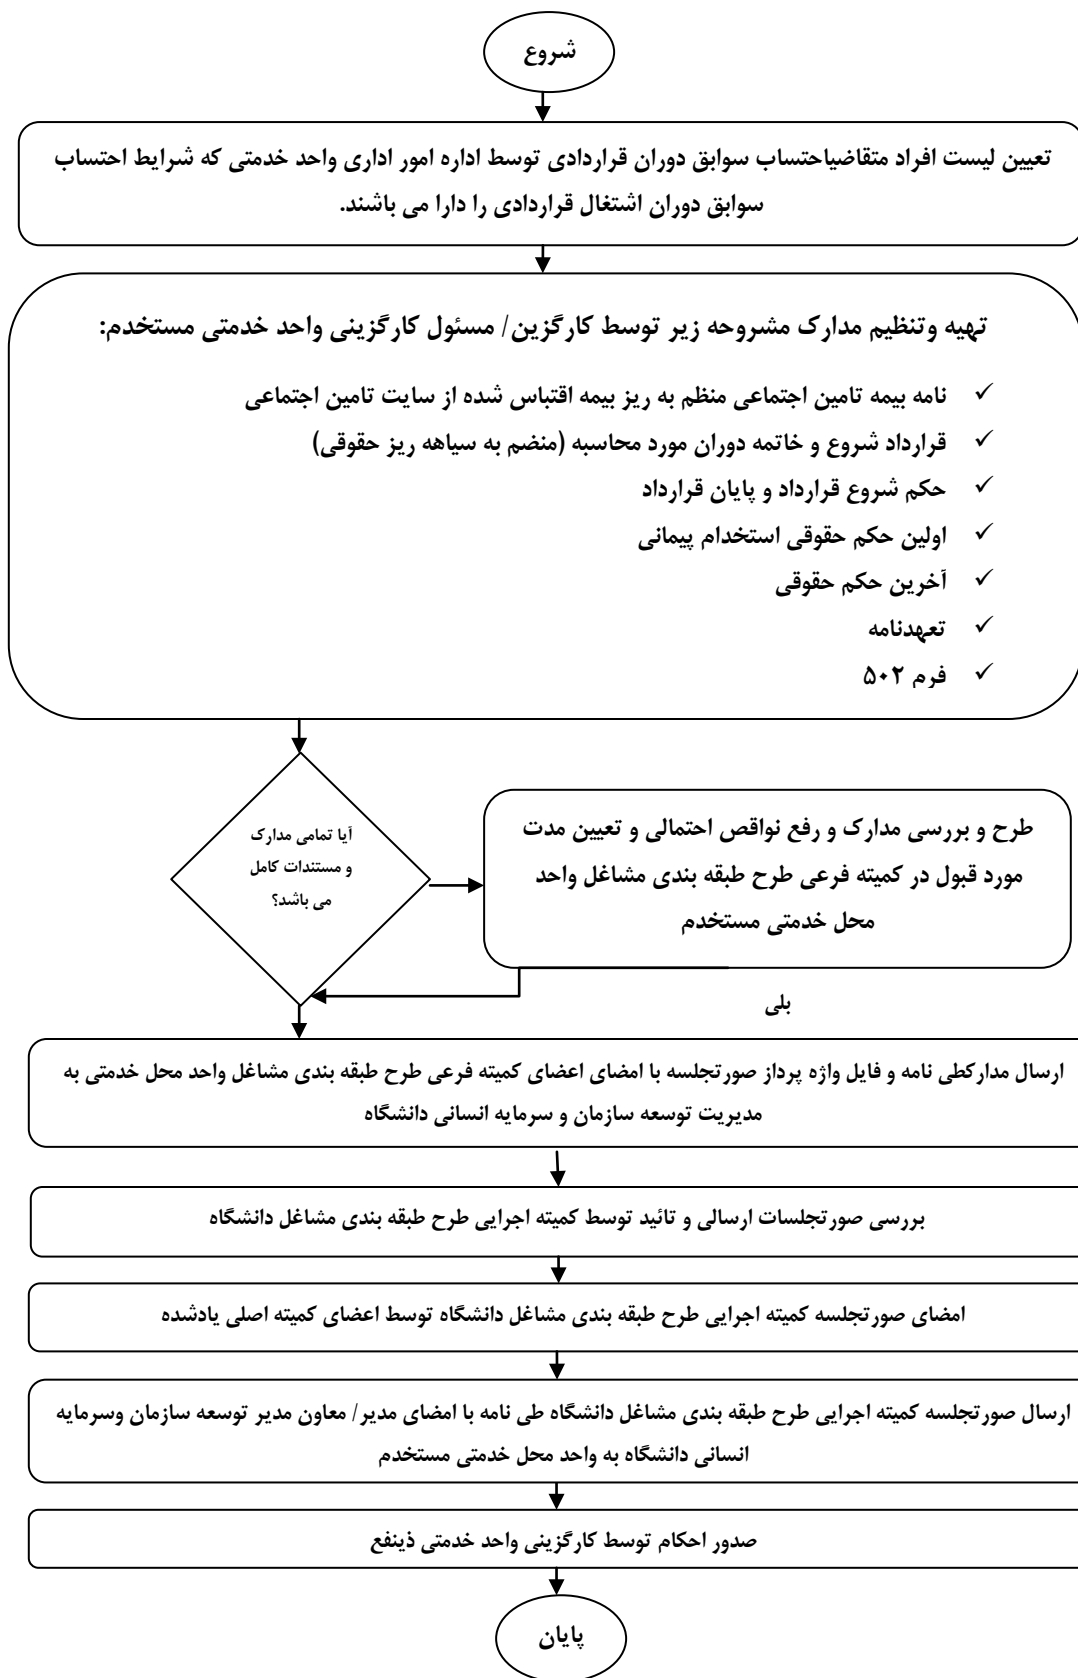 شروع
تعیین لیست افراد متقاضیاحتساب سوابق دوران قراردادی توسط اداره امور اداری واحد خدمتی که شرایط احتساب
سوابق دوران اشتغال قراردادی را دارا می باشند.
تهیه وتنظیم مدارک مشروحه زیر توسط کارگزین/ مسئول کارگزینی واحد خدمتی مستخدم:
✓ نامه بیمه تامین اجتماعی منظم به ریز بیمه اقتباس شده از سایت تامین اجتماعی
✓ قرارداد شروع و خاتمه دوران مورد محاسبه (منضم به سیاهه ریز حقوقی)
✓ حکم شروع قرارداد و پایان قرارداد
✓ اولین حکم حقوقی استخدام پیمانی
✓ آخرین حکم حقوقی
✓ تعهدنامه
✓ فرم ۵۰۲
آیا تمامی مدارک
و مستندات کامل
می باشد؟
طرح و بررسی مدارک و رفع نواقص احتمالی و تعیین مدت
مورد قبول در کمیته فرعی طرح طبقه بندی مشاغل واحد
محل خدمتی مستخدم
بلی
ارسال مدارکطی نامه و فایل واژه پرداز صورتجلسه با امضای اعضای کمیته فرعی طرح طبقه بندی مشاغل واحد محل خدمتی به
مدیریت توسعه سازمان و سرمایه انسانی دانشگاه
بررسی صورتجلسات ارسالی و تائید توسط کمیته اجرایی طرح طبقه بندی مشاغل دانشگاه
امضای صورتجلسه کمیته اجرایی طرح طبقه بندی مشاغل دانشگاه توسط اعضای کمیته اصلی یادشده
ارسال صورتجلسه کمیته اجرایی طرح طبقه بندی مشاغل دانشگاه طی نامه با امضای مدیر/ معاون مدیر توسعه سازمان وسرمایه
انسانی دانشگاه به واحد محل خدمتی مستخدم
صدور احکام توسط کارگزینی واحد خدمتی ذینفع
پایان